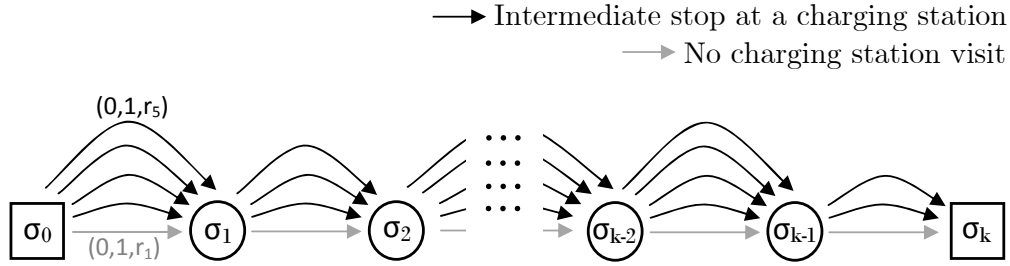 Intermediate stop at a charging station
No charging station visit
(0,1,r₅)
...
...
...
...
σ₀ σ₁ σ₂ σₖ₋₂ σₖ₋₁ σₖ
(0,1,r₁)